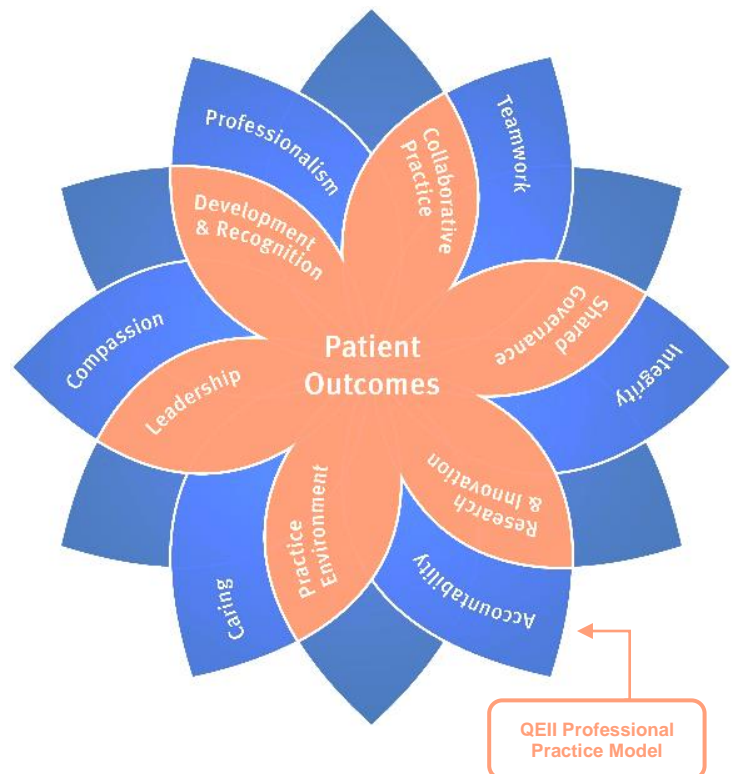 Professionalism
Teamwork
Collaborative
Practice
Development
& Recognition
Shared
Governance
Integrity
Compassion
Patient
Outcomes
Leadership
Research
& Innovation
Practice
Environment
Caring
Accountability
QEII Professional
Practice Model